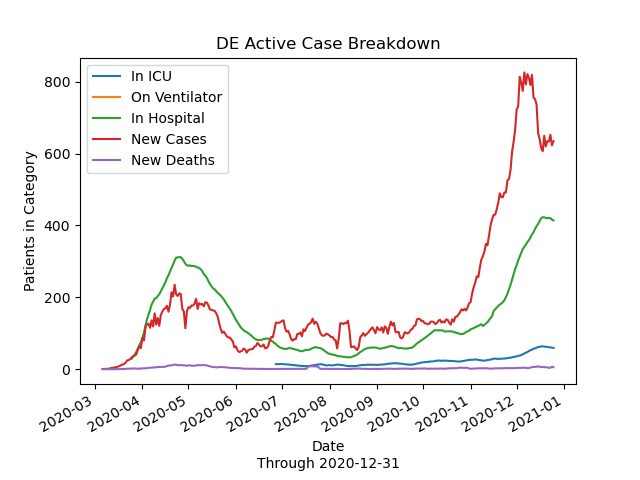 DE Active Case Breakdown
In ICU
On Ventilator
In Hospital
New Cases
New Deaths
Patients in Category
800
600
400
200
0
2020-03
2020-04
2020-05
2020-06
2020-07
2020-08
2020-09
2020-10
2020-11
2020-12
2021-01
Date
Through 2020-12-31